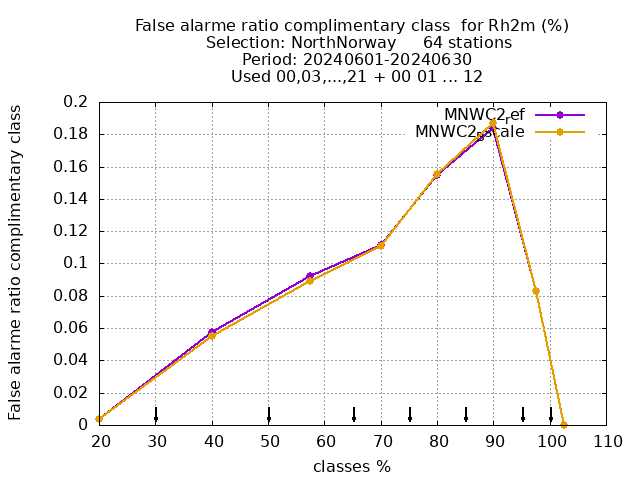 False alarme ratio complimentary class  for Rh2m (%)
Selection: NorthNorway     64 stations
Period: 20240601-20240630
Used 00,03,...,21 + 00 01 ... 12
False alarme ratio complimentary class
0.2
0.18
0.16
0.14
0.12
0.1
0.08
0.06
0.04
0.02
0
MNWC2ref
MNWC2scale
20 30 40 50 60 70 80 90 100 110
classes %